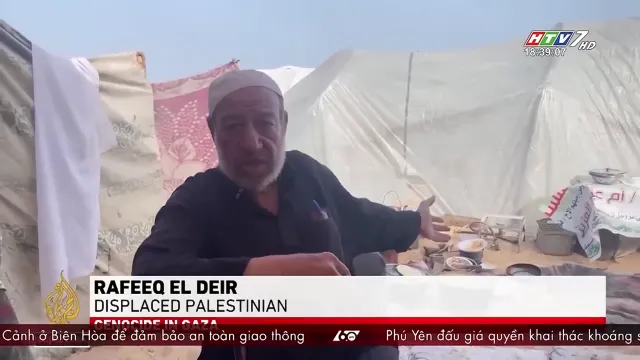 HTV7 HD
18:39:07
RAFEEQ EL DEIR
DISPLACED PALESTINIAN
GENOCIDE IN GAZA
Cảnh ở Biên Hòa để đảm bảo an toàn giao thông
60
Phú Yên đấu giá quyền khai thác khoáng s